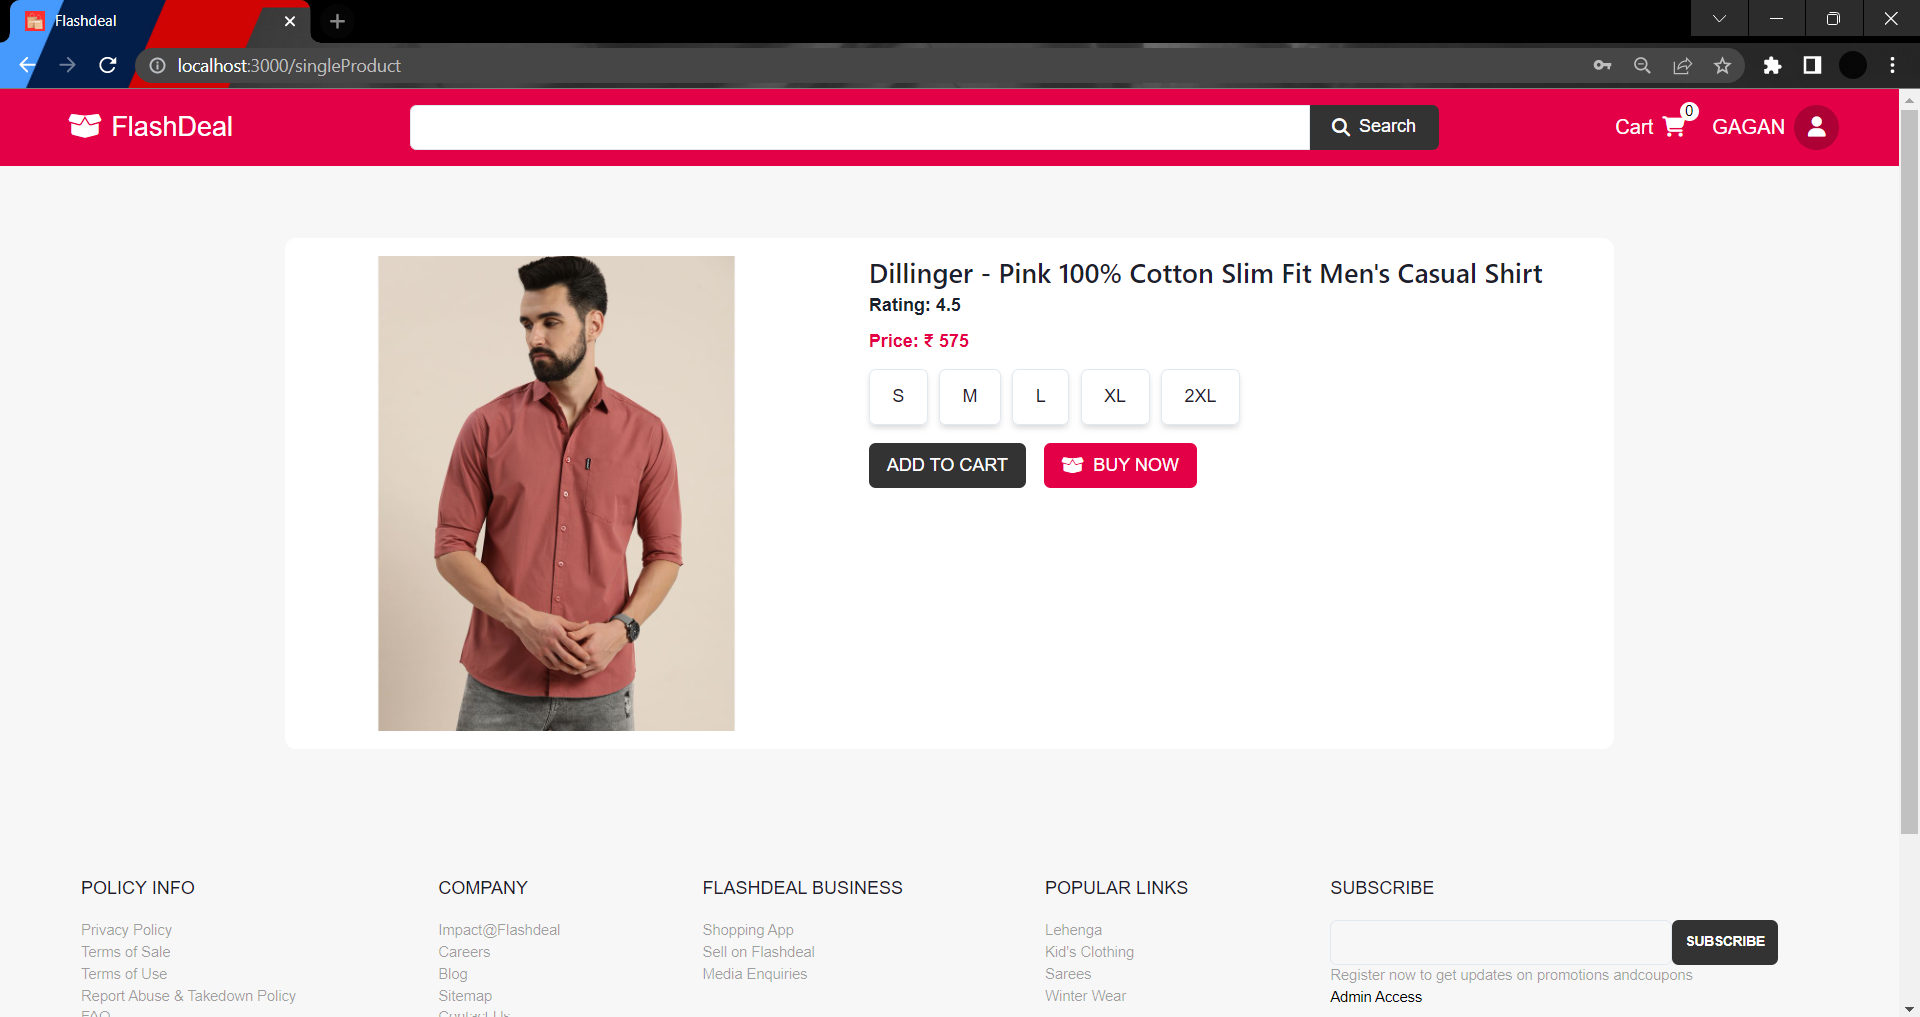 Flashdeal
localhost:3000/singleProduct
FlashDeal
Search
Cart
0
GAGAN
Dillinger - Pink 100% Cotton Slim Fit Men's Casual Shirt
Rating: 4.5
Price: ₹ 575
S M L XL 2XL
ADD TO CART
BUY NOW
POLICY INFO
Privacy Policy
Terms of Sale
Terms of Use
Report Abuse & Takedown Policy
FAQ
COMPANY
Impact@Flashdeal
Careers
Blog
Sitemap
Contact Us
FLASHDEAL BUSINESS
Shopping App
Sell on Flashdeal
Media Enquiries
POPULAR LINKS
Lehenga
Kid's Clothing
Sarees
Winter Wear
SUBSCRIBE
SUBSCRIBE
Register now to get updates on promotions andcoupons
Admin Access